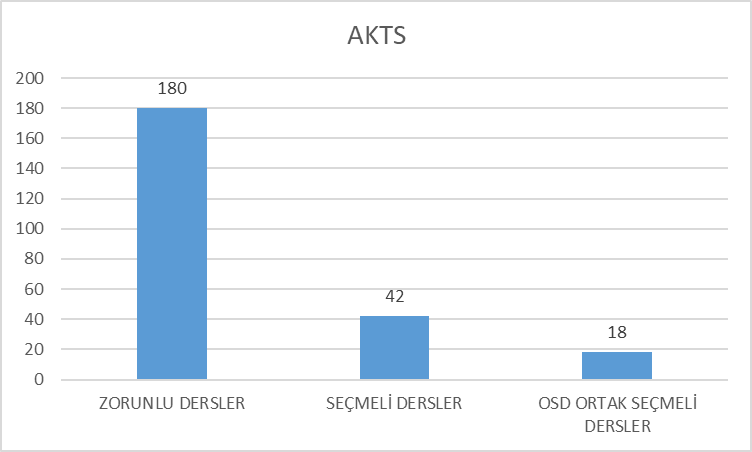 AKTS
200
180
160
140
120
100
80
60
40
20
0
180
42
18
ZORUNLU DERSLER
SEÇMELİ DERSLER
OSD ORTAK SEÇMELİ
DERSLER